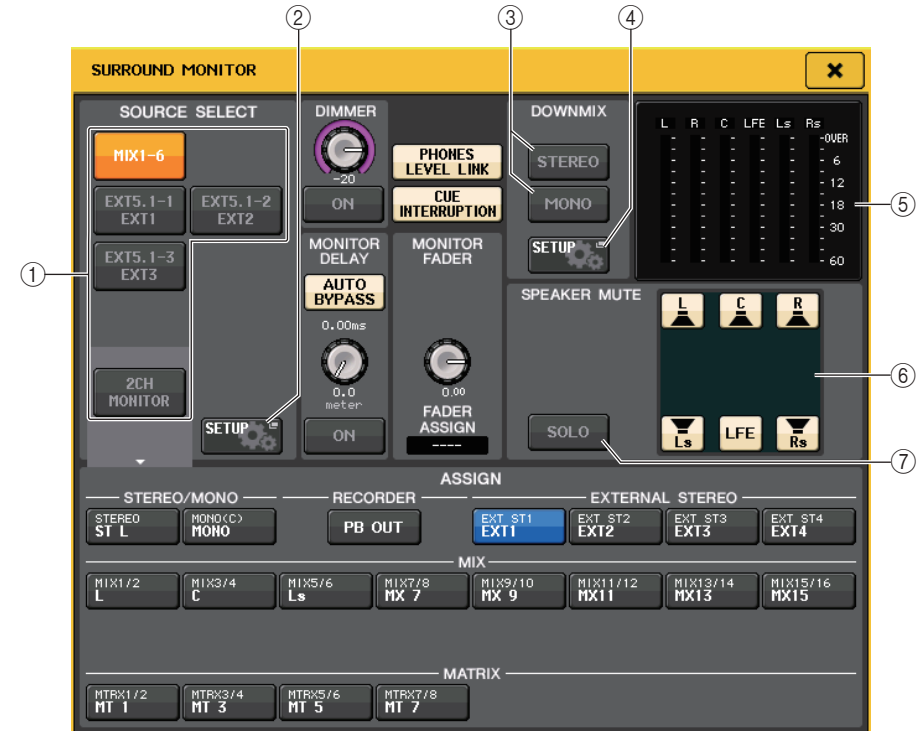 ② ③ ④
SURROUND MONITOR
SOURCE SELECT
MIX1-6
EXT5.1-1
EXT1
EXT5.1-2
EXT2
EXT5.1-3
EXT3
2CH
MONITOR
SETUP
①
DIMMER
-20
ON
PHONES
LEVEL LINK
CUE
INTERRUPTION
MONITOR
DELAY
AUTO
BYPASS
0.00ms
0.0
meter
ON
MONITOR
FADER
0.00
FADER
ASSIGN
----
DOWNMIX
STEREO
MONO
SETUP
L R C LFE Ls Rs
OVER
6
12
18
30
60
⑤
SPEAKER MUTE
L C R
Ls LFE Rs
⑥
SOLO
⑦
ASSIGN
STEREO/MONO
RECORDER
EXTERNAL STEREO
STEREO
ST L
MONO(C)
MONO
PB OUT
EXT ST1
EXT1
EXT ST2
EXT2
EXT ST3
EXT3
EXT ST4
EXT4
MIX
MIX1/2
L
MIX3/4
C
MIX5/6
Ls
MIX7/8
MX 7
MIX9/10
MX 9
MIX11/12
MX11
MIX13/14
MX13
MIX15/16
MX15
MATRIX
MTRX1/2
MT 1
MTRX3/4
MT 3
MTRX5/6
MT 5
MTRX7/8
MT 7